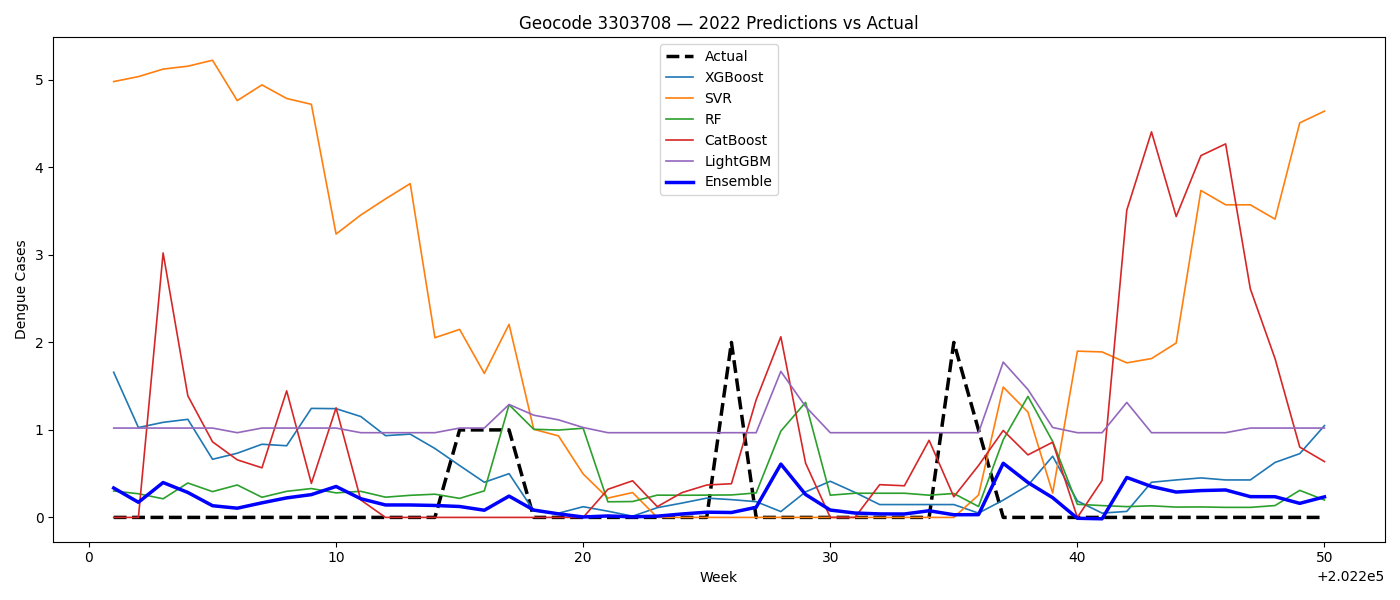 Geocode 3303708 — 2022 Predictions vs Actual
Actual
XGBoost
SVR
RF
CatBoost
LightGBM
Ensemble
Dengue Cases
5
4
3
2
1
0
0 10 20 30 40 50
Week
+2.022e5